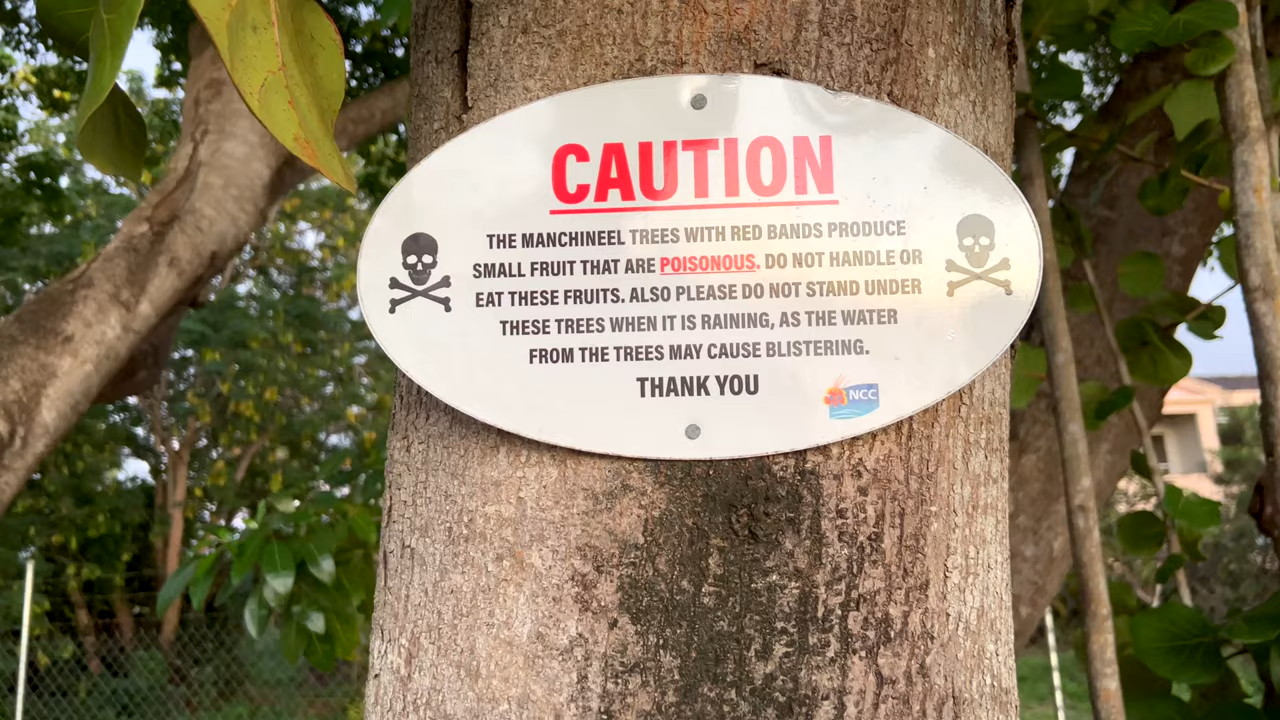 CAUTION
THE MANCHINEEL TREES WITH RED BANDS PRODUCE
SMALL FRUIT THAT ARE POISONOUS. DO NOT HANDLE OR
EAT THESE FRUITS. ALSO PLEASE DO NOT STAND UNDER
THESE TREES WHEN IT IS RAINING, AS THE WATER
FROM THE TREES MAY CAUSE BLISTERING.
THANK YOU
NCC